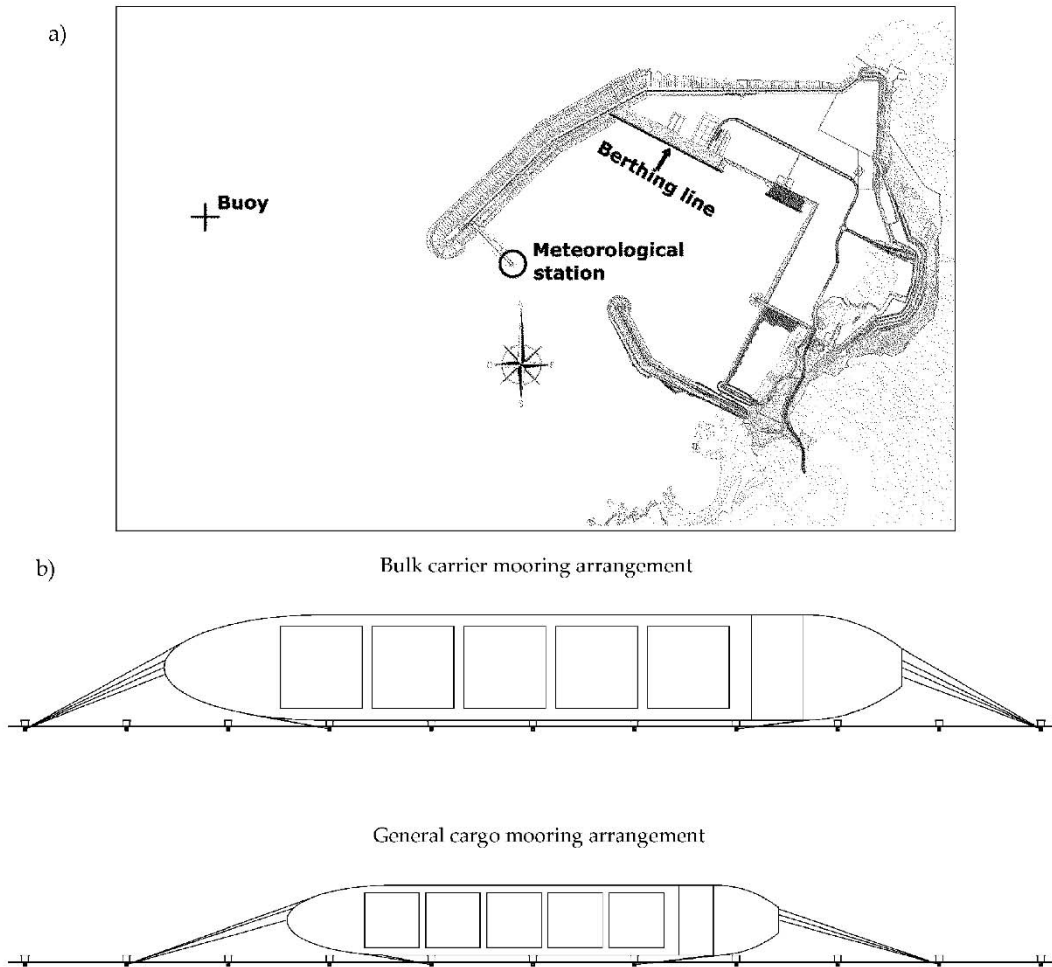 a)
Buoy
Berthing line
Meteorological
station
S
b)
Bulk carrier mooring arrangement
General cargo mooring arrangement